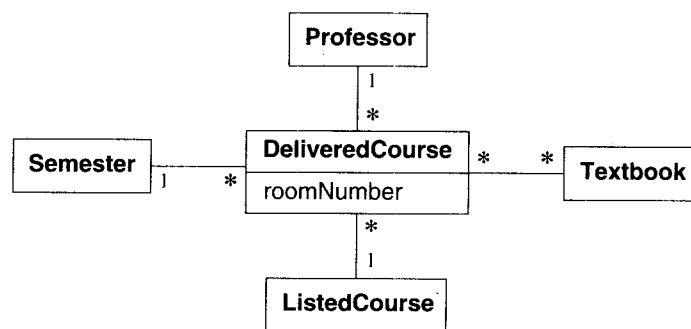 Professor
1
*
DeliveredCourse
roomNumber
Semester
1
*
*
*
Textbook
*
1
ListedCourse